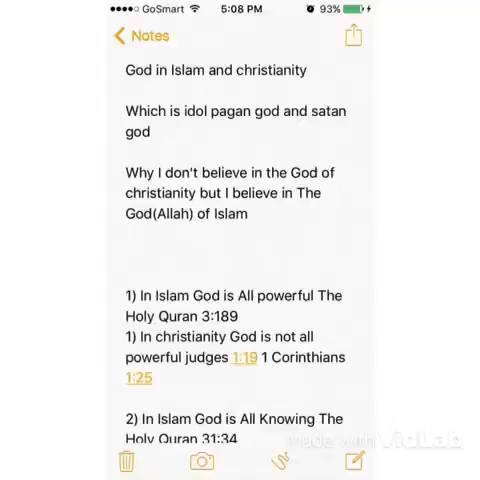 GoSmart 5:08 PM 93%
Notes
God in Islam and christianity
Which is idol pagan god and satan
god
Why I don't believe in the God of
christianity but I believe in The
God(Allah) of Islam
1) In Islam God is All powerful The
Holy Quran 3:189
1) In christianity God is not all
powerful judges 1:19 1 Corinthians
1:25
2) In Islam God is All Knowing The
Holy Quran 31:34
Made with VidLab